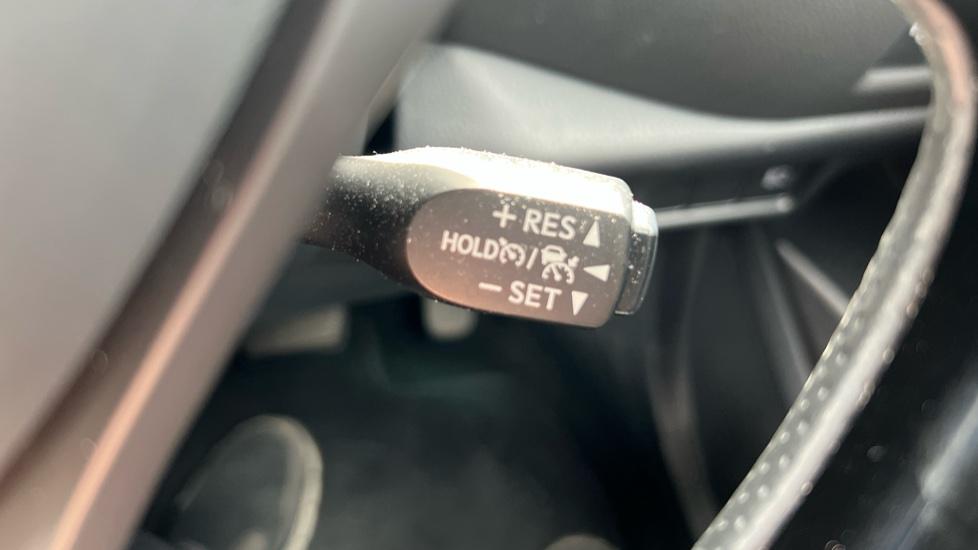 + RES ▲
HOLD / ◄
− SET ▼